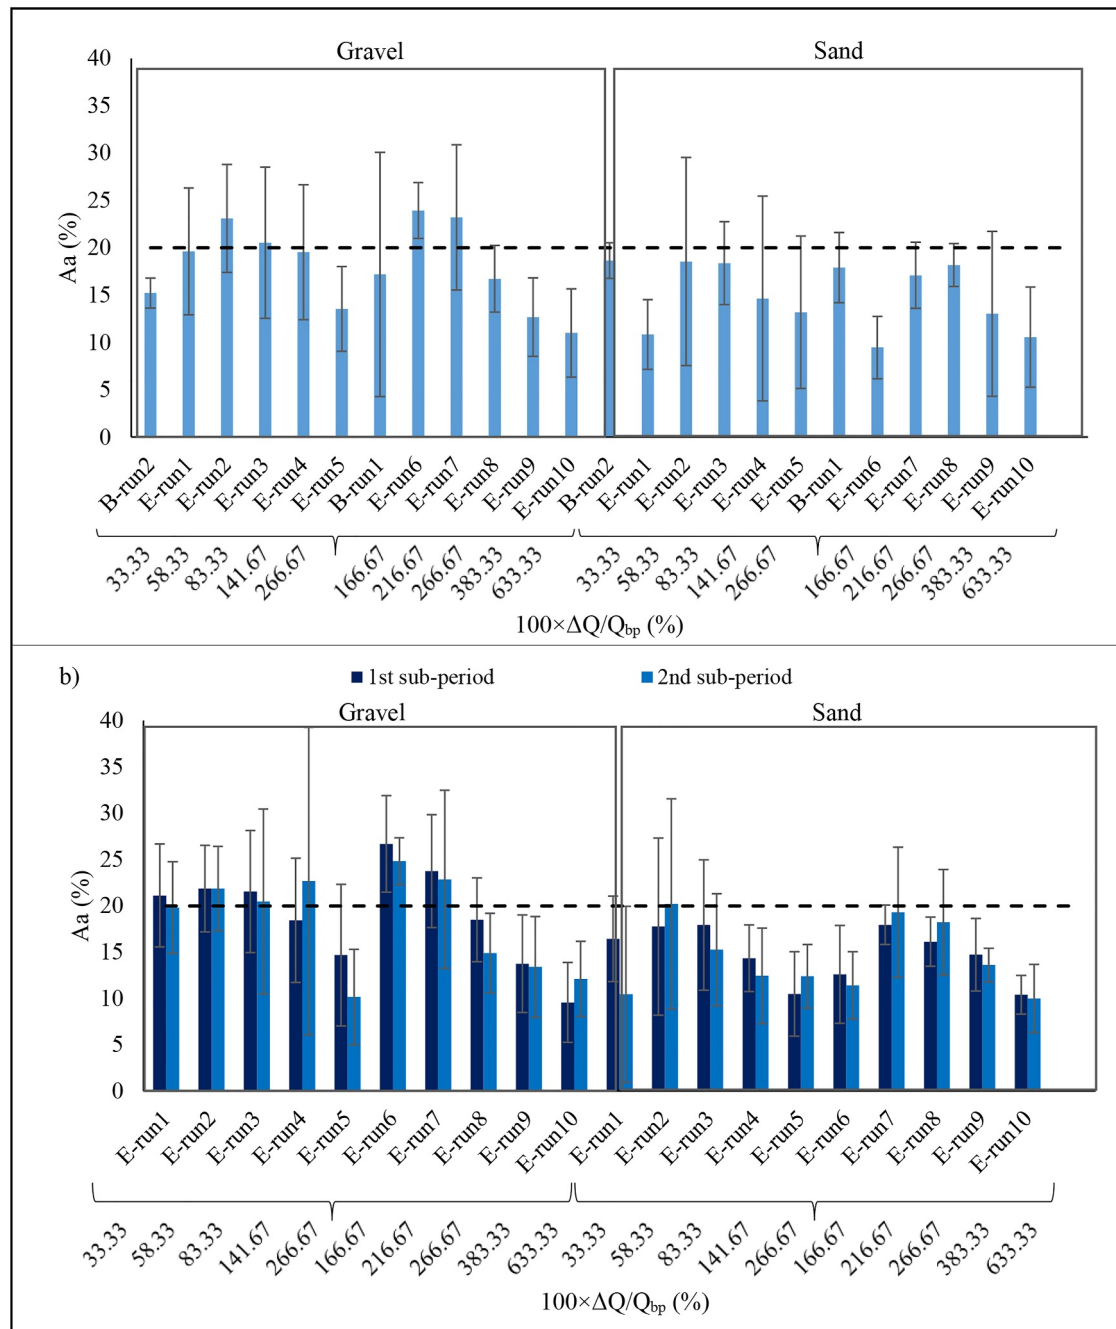 Gravel Sand
40
35
30
25
20
15
10
5
0
Aa (%)
B-run2 E-run1 E-run2 E-run3 E-run4 E-run5 B-run1 E-run6 E-run7 E-run8 E-run9 E-run10 B-run2 E-run1 E-run2 E-run3 E-run4 E-run5 B-run1 E-run6 E-run7 E-run8 E-run9 E-run10
33.33 58.33 83.33 141.67 266.67 166.67 216.67 266.67 383.33 633.33 33.33 58.33 83.33 141.67 266.67 166.67 216.67 266.67 383.33 633.33
100×ΔQ/Qbp (%)
b) 1st sub-period 2nd sub-period
Gravel Sand
40
35
30
25
20
15
10
5
0
Aa (%)
E-run1 E-run2 E-run3 E-run4 E-run5 E-run6 E-run7 E-run8 E-run9 E-run10 E-run1 E-run2 E-run3 E-run4 E-run5 E-run6 E-run7 E-run8 E-run9 E-run10
33.33 58.33 83.33 141.67 266.67 166.67 216.67 266.67 383.33 633.33 33.33 58.33 83.33 141.67 266.67 166.67 216.67 266.67 383.33 633.33
100×ΔQ/Qbp (%)